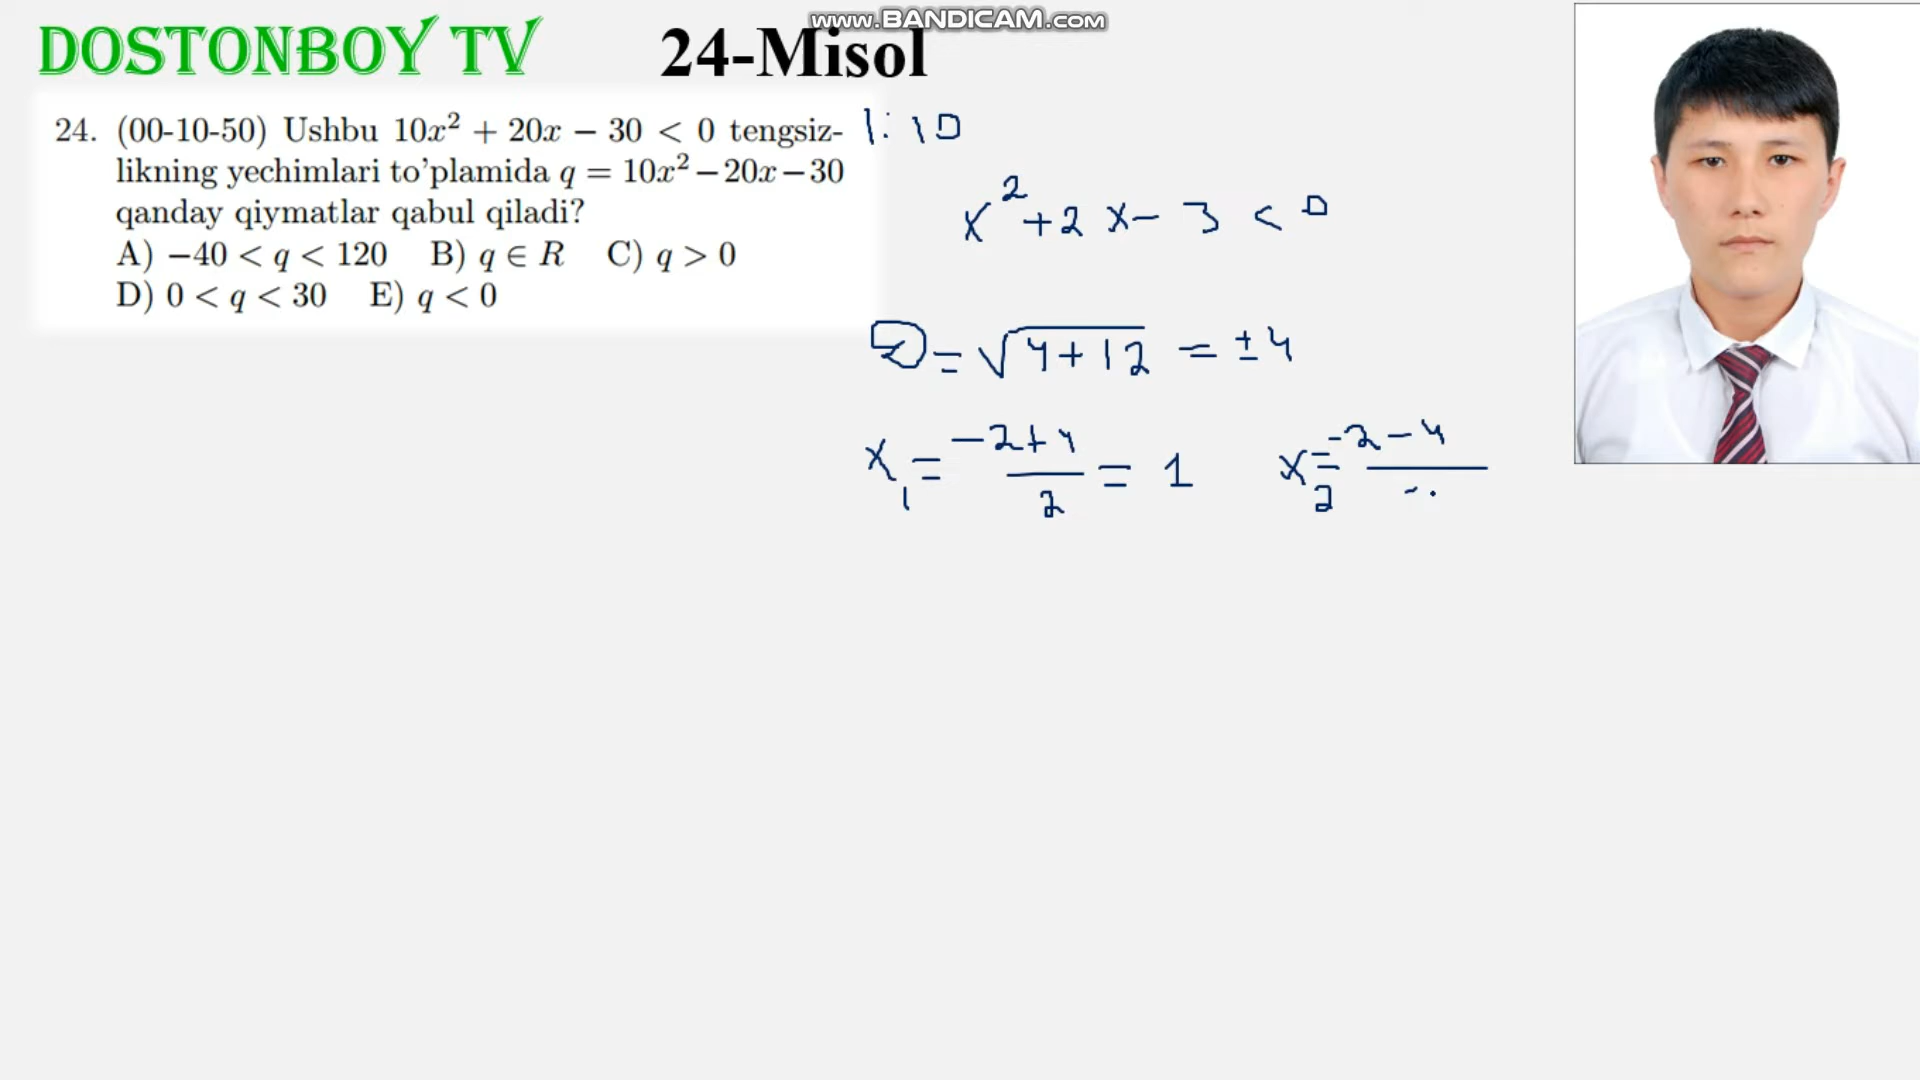 www.BANDICAM.com
DOSTONBOY TV
24-Misol
24. (00-10-50) Ushbu 10x² + 20x − 30 < 0 tengsiz-
likning yechimlari to’plamida q = 10x² − 20x − 30
qanday qiymatlar qabul qiladi?
A) −40 < q < 120 B) q ∈ R C) q > 0
D) 0 < q < 30 E) q < 0
|: 10
x² + 2x − 3 < 0
D = √(4+12) = ±4
x₁ = (−2+4)/2 = 1 x₂ = (−2−4)/